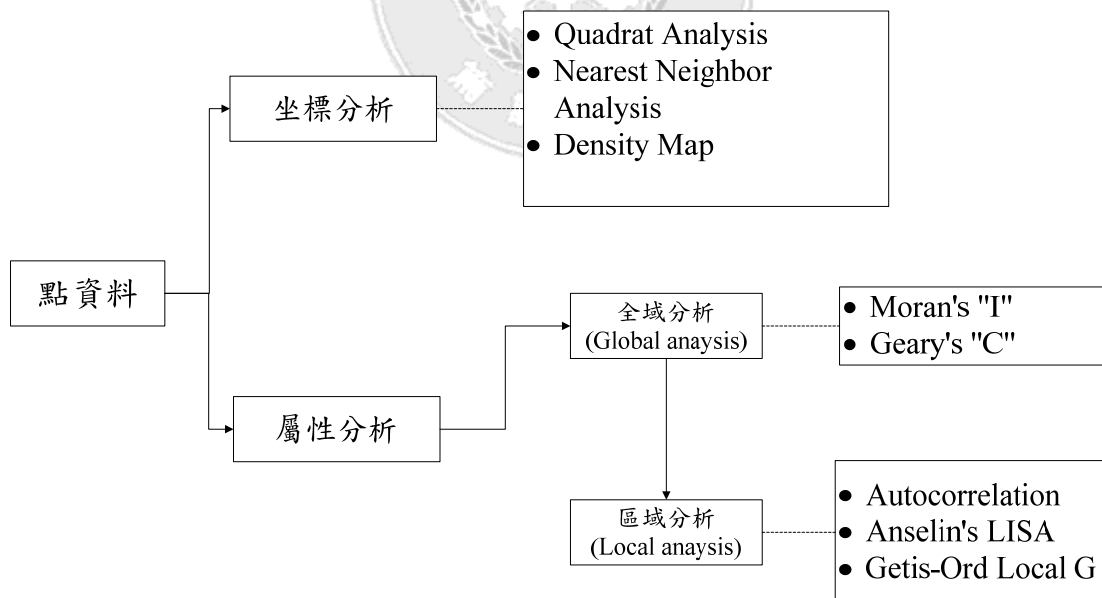 坐標分析
● Quadrat Analysis
● Nearest Neighbor
Analysis
● Density Map
點資料
屬性分析
全域分析
(Global anaysis)
● Moran's "I"
● Geary's "C"
區域分析
(Local anaysis)
● Autocorrelation
● Anselin's LISA
● Getis-Ord Local G